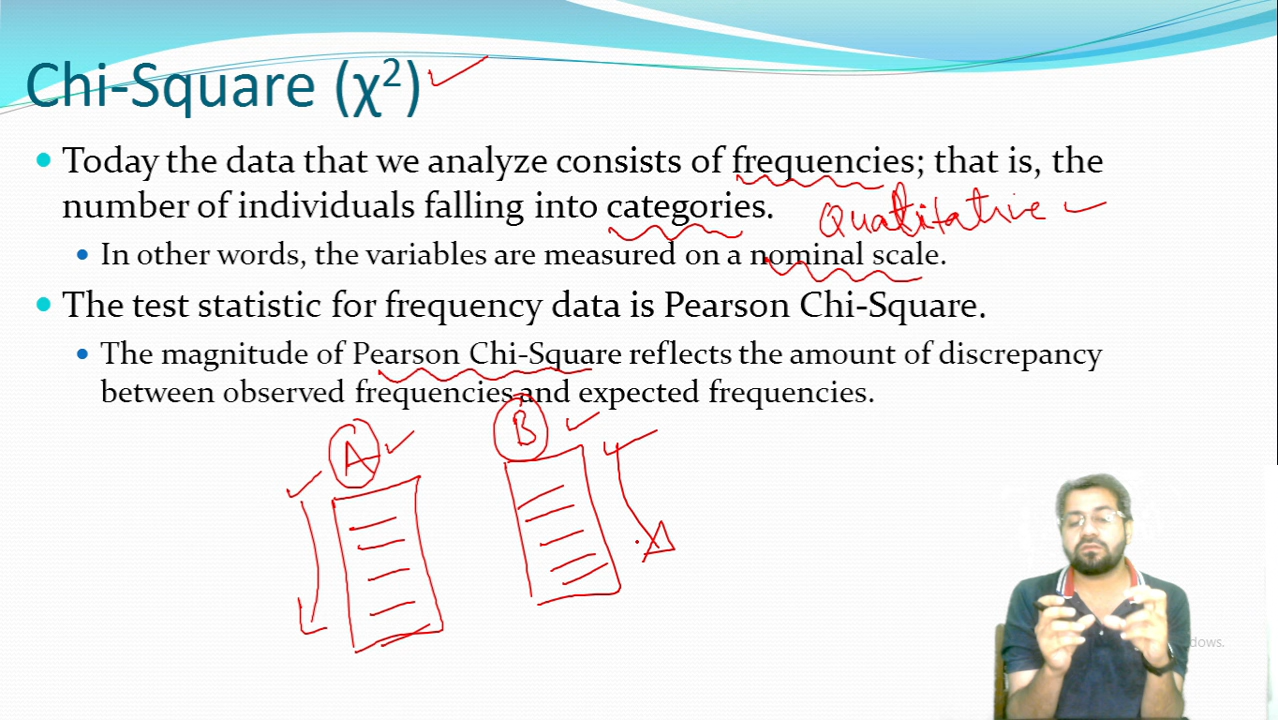 Chi-Square (χ²)
• Today the data that we analyze consists of frequencies; that is, the
number of individuals falling into categories.
Qualitative
• In other words, the variables are measured on a nominal scale.
• The test statistic for frequency data is Pearson Chi-Square.
• The magnitude of Pearson Chi-Square reflects the amount of discrepancy
between observed frequencies and expected frequencies.
A
B
dows.